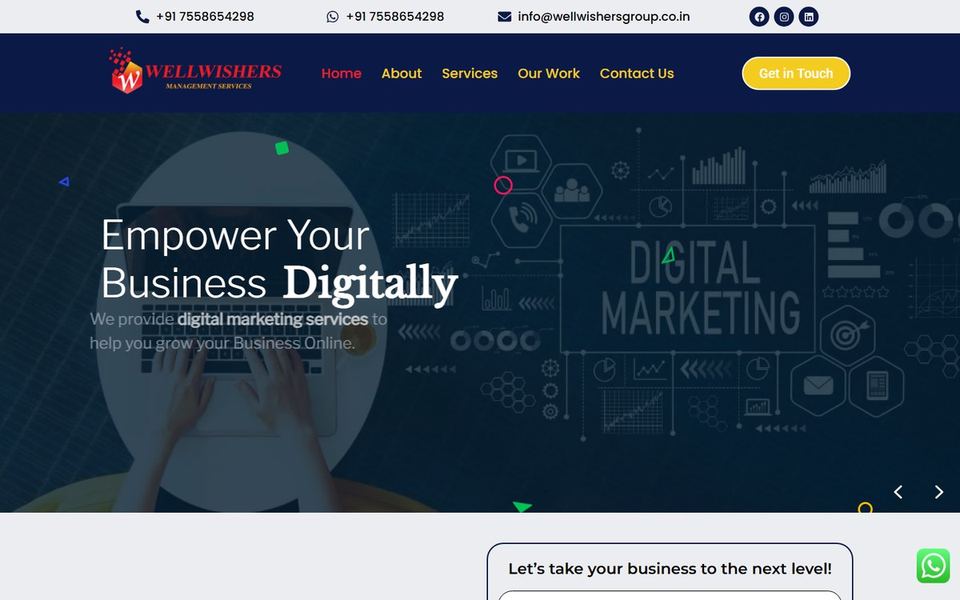 +91 7558654298
+91 7558654298
info@wellwishersgroup.co.in
W WELLWISHERS
MANAGEMENT SERVICES
Home
About
Services
Our Work
Contact Us
Get in Touch
Empower Your
Business Digitally
We provide digital marketing services to
help you grow your Business Online.
DIGITAL
MARKETING
Let's take your business to the next level!